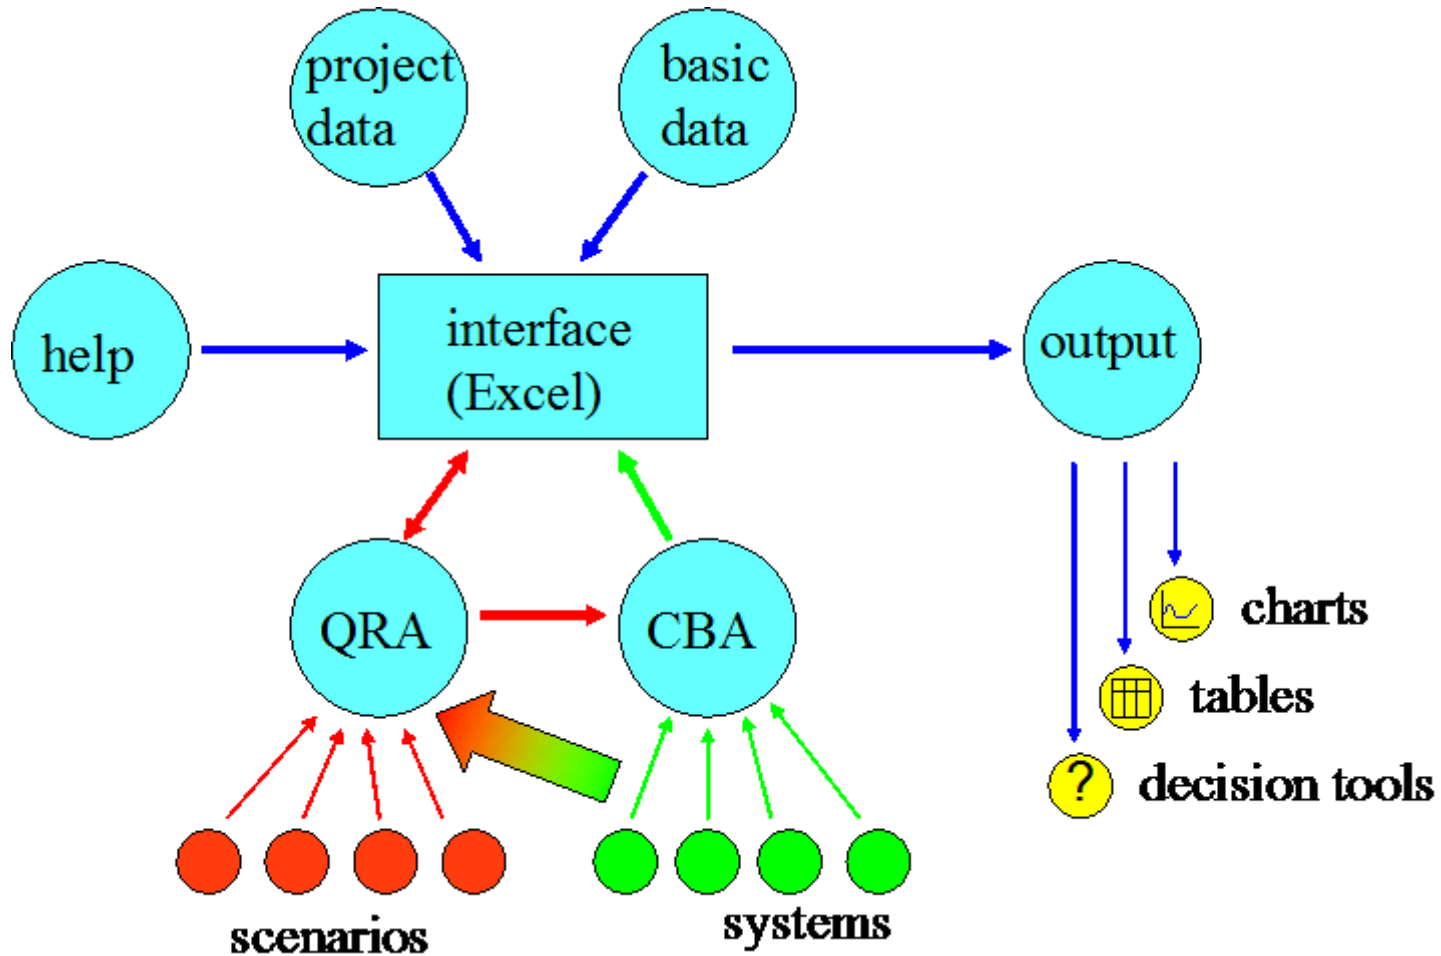 project
data
basic
data
help
interface
(Excel)
output
QRA
CBA
charts
tables
?
decision tools
scenarios
systems